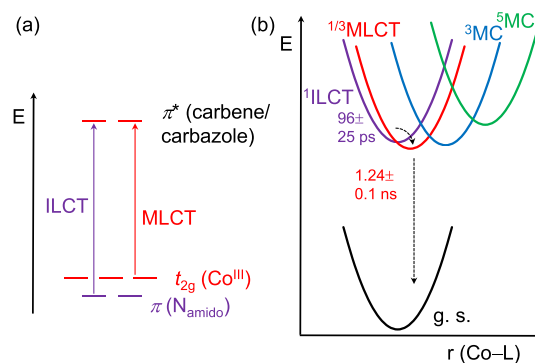 (a)
E
π* (carbene/
carbazole)
ILCT
MLCT
t2g (CoIII)
π (Namido)
(b)
E
1/3MLCT
3MC
5MC
1ILCT
96±
25 ps
1.24±
0.1 ns
g. s.
r (Co–L)